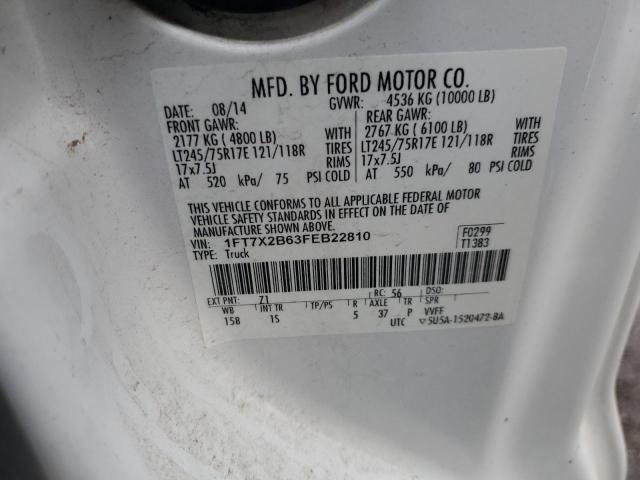 MFD. BY FORD MOTOR CO.
DATE: 08/14 GVWR: 4536 KG (10000 LB)
FRONT GAWR: REAR GAWR:
2177 KG (4800 LB) WITH 2767 KG (6100 LB) WITH
LT245/75R17E 121/118R TIRES LT245/75R17E 121/118R TIRES
17x7.5J RIMS 17x7.5J RIMS
AT 520 kPa/ 75 PSI COLD AT 550 kPa/ 80 PSI COLD
THIS VEHICLE CONFORMS TO ALL APPLICABLE FEDERAL MOTOR
VEHICLE SAFETY STANDARDS IN EFFECT ON THE DATE OF
MANUFACTURE SHOWN ABOVE.
VIN: 1FT7X2B63FEB22810 F0299
TYPE: Truck T1383
EXT PNT: Z1 RC: 56 DSO:
WB INT TR TP/PS R AXLE TR SPR
15B 1S 5 37 P VVFF
UTC ▽5U5A-1520472-BA